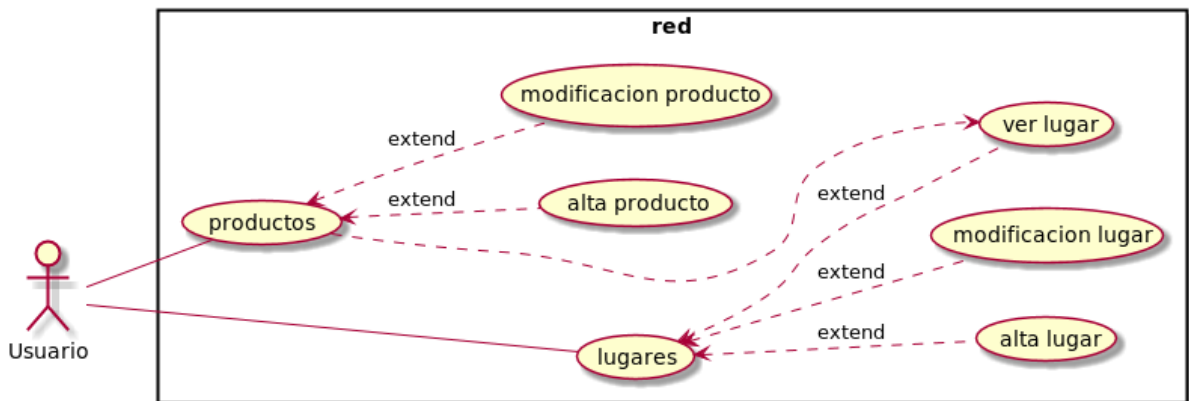 red
modificacion producto
extend
ver lugar
extend
alta producto
extend
productos
modificacion lugar
extend
extend
alta lugar
lugares
Usuario